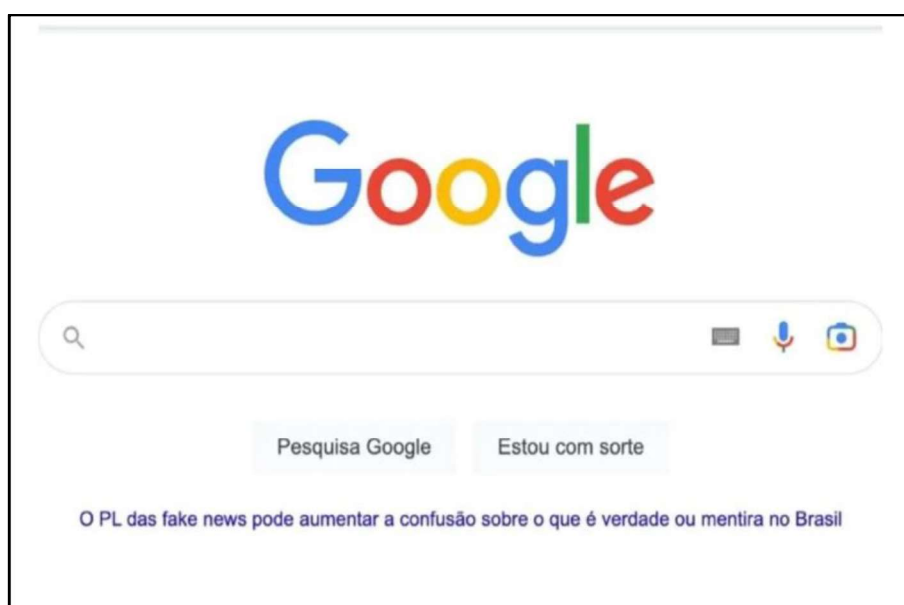 Google
Pesquisa Google
Estou com sorte
O PL das fake news pode aumentar a confusão sobre o que é verdade ou mentira no Brasil